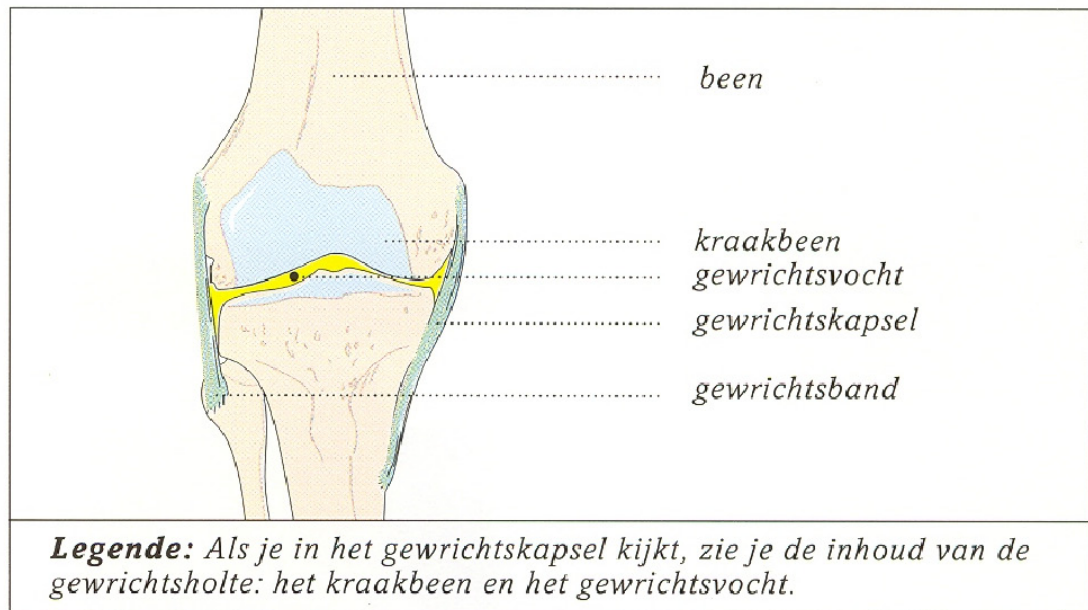 been
kraakbeen
gewrichtsvocht
gewrichtskapsel
gewrichtsband
Legende: Als je in het gewrichtskapsel kijkt, zie je de inhoud van de
gewrichtsholte: het kraakbeen en het gewrichtsvocht.